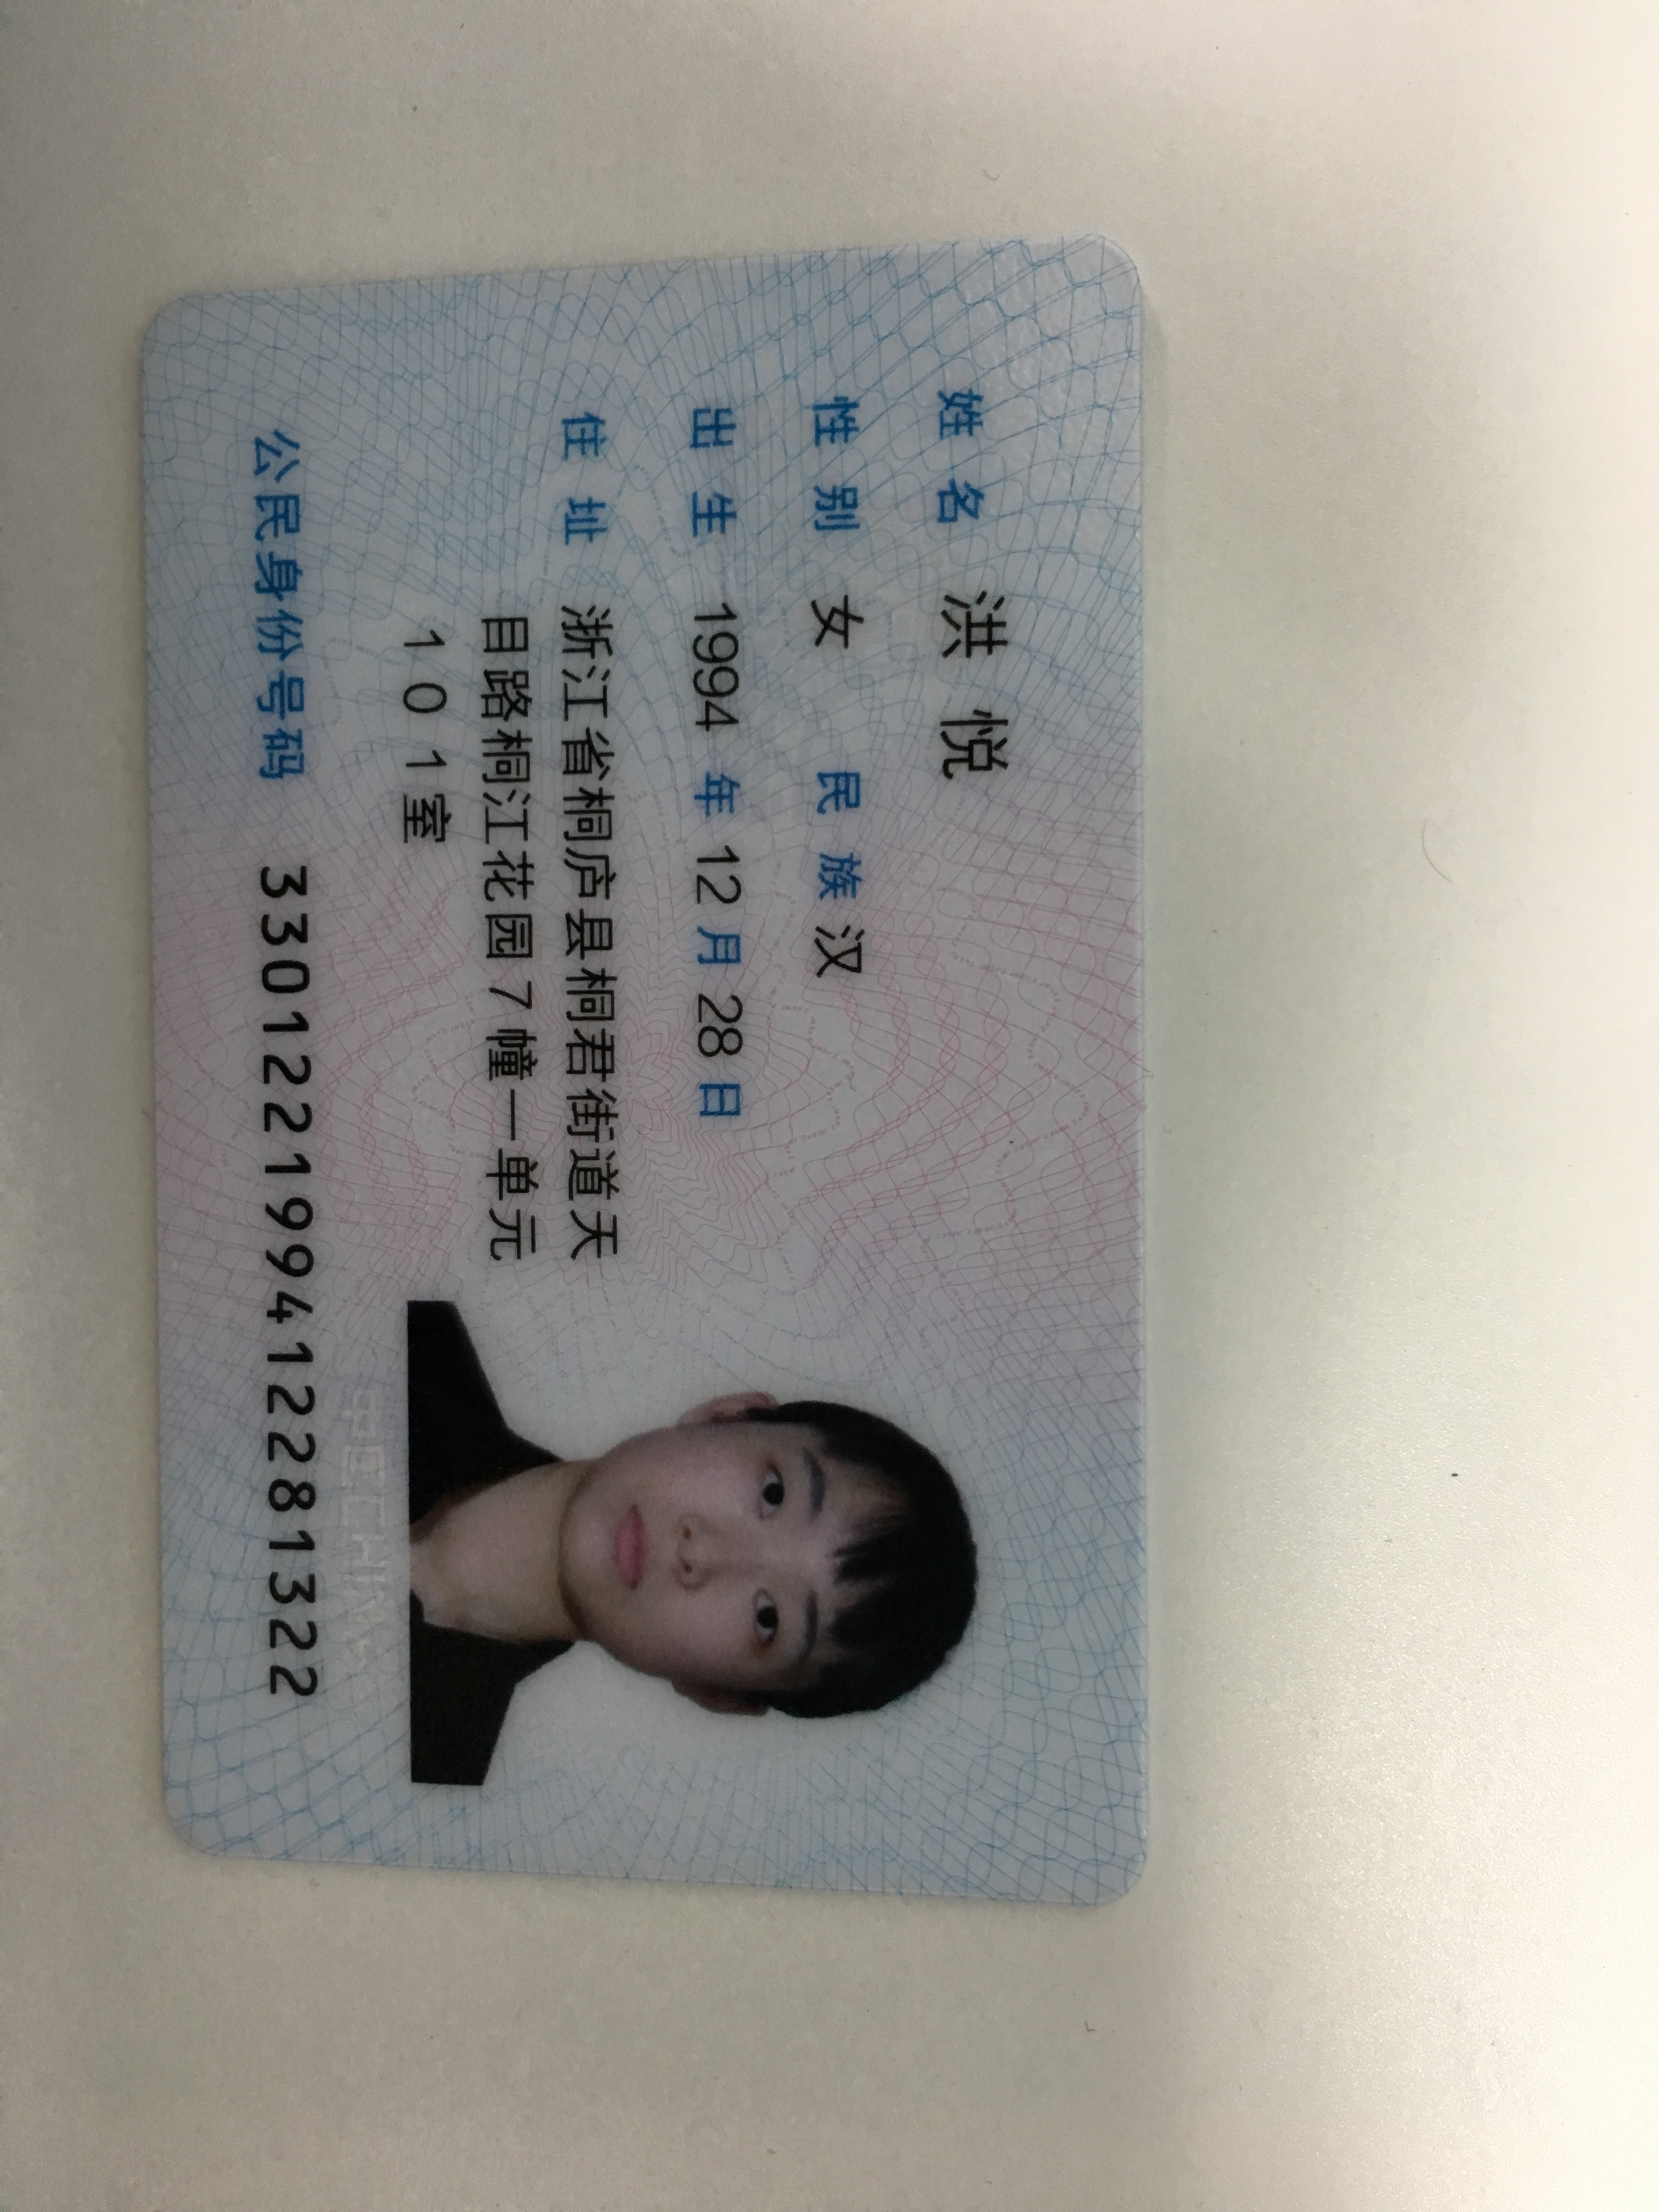 姓名 洪悦
性别 女 民族 汉
出生 1994 年 12 月 28 日
住址 浙江省桐庐县桐君街道天
目路桐江花园7幢一单元
101室
公民身份号码 330122199412281322